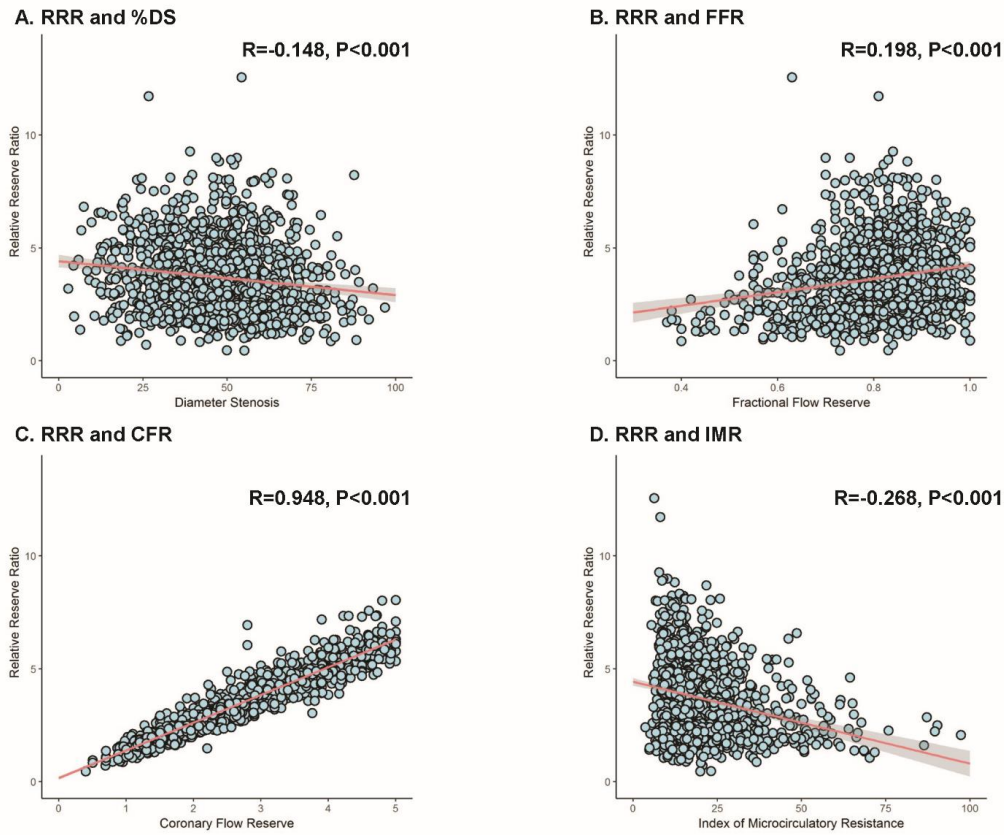 A. RRR and %DS
R=-0.148, P<0.001
Relative Reserve Ratio
10
5
0
0 25 50 75 100
Diameter Stenosis
B. RRR and FFR
R=0.198, P<0.001
Relative Reserve Ratio
10
5
0
0.4 0.6 0.8 1.0
Fractional Flow Reserve
C. RRR and CFR
R=0.948, P<0.001
Relative Reserve Ratio
10
5
0
0 1 2 3 4 5
Coronary Flow Reserve
D. RRR and IMR
R=-0.268, P<0.001
Relative Reserve Ratio
10
5
0
0 25 50 75 100
Index of Microcirculatory Resistance